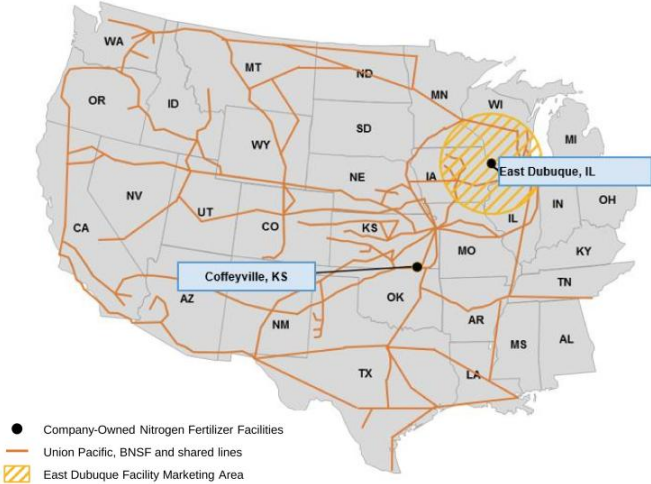 WA
MT
ND
MN
OR
ID
WI
MI
SD
WY
NE
IA
East Dubuque, IL
NV
UT
CA
CO
KS
IL
IN
OH
MO
KY
Coffeyville, KS
TN
AZ
OK
NM
AR
MS
AL
TX
LA
Company-Owned Nitrogen Fertilizer Facilities
Union Pacific, BNSF and shared lines
East Dubuque Facility Marketing Area